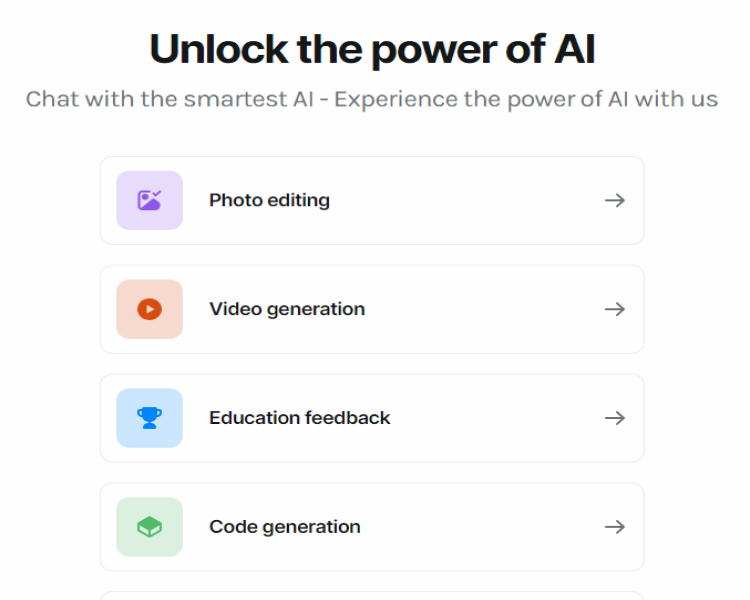 Unlock the power of AI
Chat with the smartest AI - Experience the power of AI with us
Photo editing
Video generation
Education feedback
Code generation